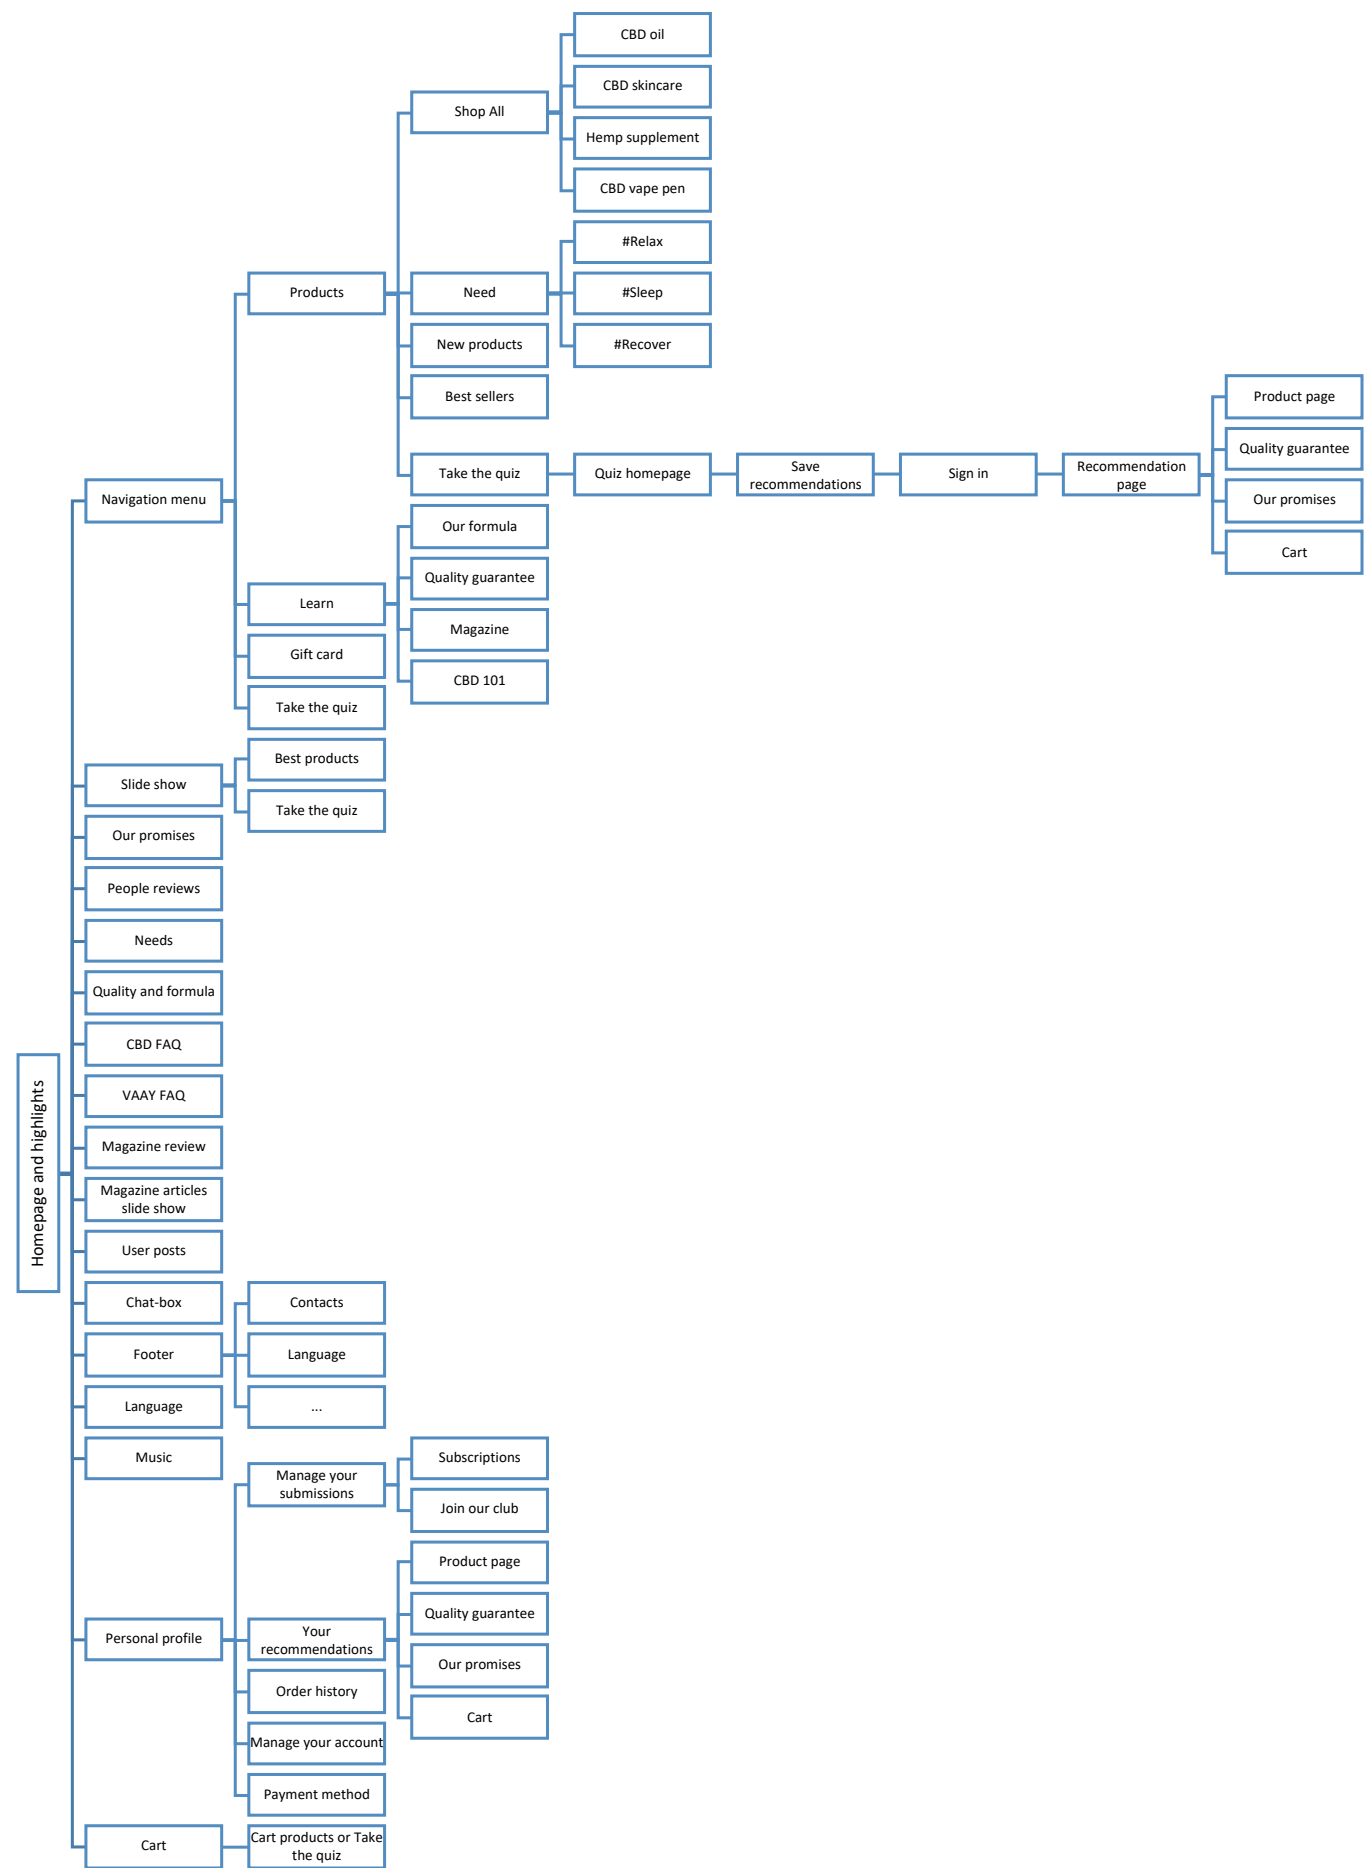 CBD oil
CBD skincare
Shop All
Hemp supplement
CBD vape pen
#Relax
Products
Need
#Sleep
New products
#Recover
Best sellers
Product page
Quality guarantee
Take the quiz
Quiz homepage
Save
recommendations
Sign in
Recommendation
page
Navigation menu
Our promises
Our formula
Cart
Quality guarantee
Learn
Magazine
Gift card
CBD 101
Take the quiz
Best products
Slide show
Take the quiz
Our promises
People reviews
Needs
Quality and formula
CBD FAQ
VAAY FAQ
Magazine review
Homepage and highlights
Magazine articles
slide show
User posts
Chat-box
Contacts
Footer
Language
Language
...
Music
Subscriptions
Manage your
submissions
Join our club
Product page
Quality guarantee
Personal profile
Your
recommendations
Our promises
Order history
Cart
Manage your account
Payment method
Cart
Cart products or Take
the quiz